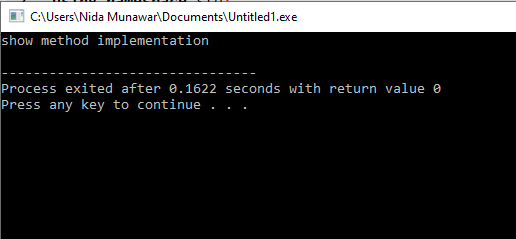 C:\Users\Nida Munawar\Documents\Untitled1.exe
show method implementation
--------------------------------
Process exited after 0.1622 seconds with return value 0
Press any key to continue . . .